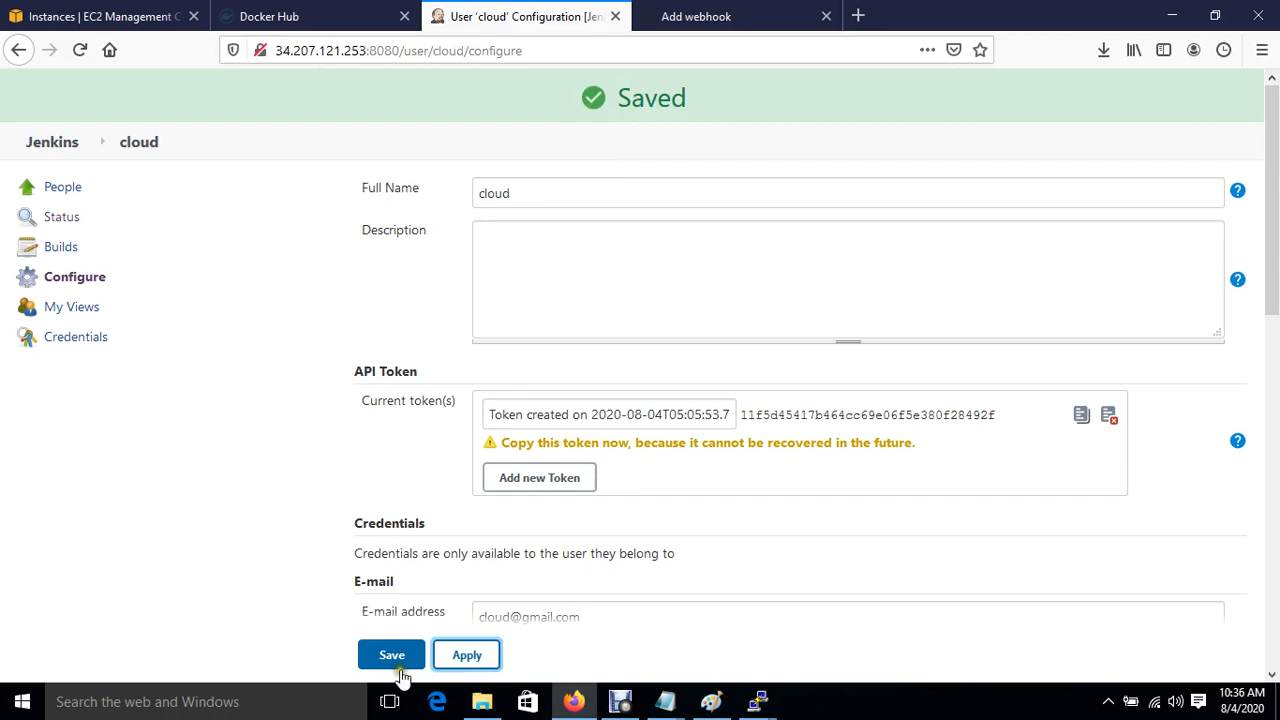 Instances | EC2 Management C
Docker Hub
User 'cloud' Configuration [Jen
Add webhook
34.207.121.253:8080/user/cloud/configure
Saved
Jenkins
cloud
People
Status
Builds
Configure
My Views
Credentials
Full Name
cloud
Description
API Token
Current token(s)
Token created on 2020-08-04T05:05:53.7
11f5d45417b464cc69e06f5e380f28492f
Copy this token now, because it cannot be recovered in the future.
Add new Token
Credentials
Credentials are only available to the user they belong to
E-mail
E-mail address
cloud@gmail.com
Save
Apply
Search the web and Windows
10:36 AM
8/4/2020